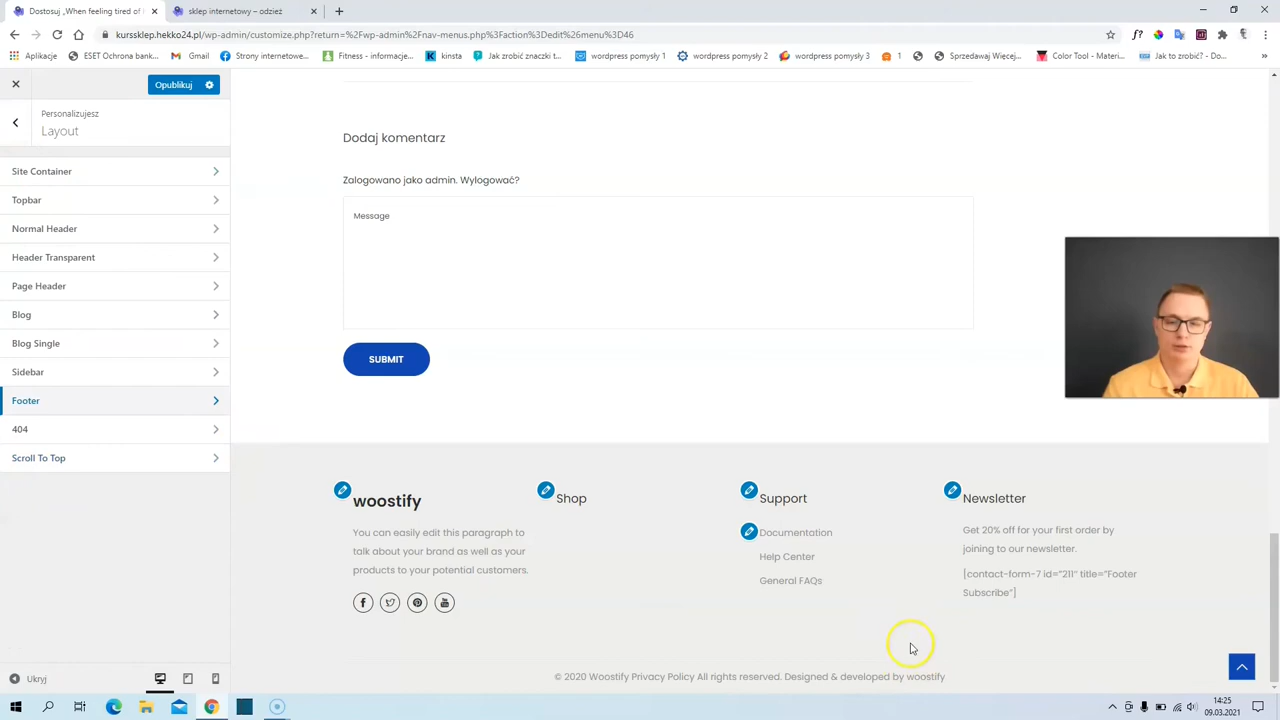 Dostosuj „When feeling tired of
sklep internetowy – odzież
kurssklep.hekko24.pl/wp-admin/customize.php?return=%2Fwp-admin%2Fnav-menus.php%3Faction%3Dedit%26menu%3D46
Aplikacje
ESET Ochrona bank...
Gmail
Strony internetowe...
Fitness - informacje...
kinsta
Jak zrobić znaczki t...
wordpress pomysły 1
wordpress pomysły 2
wordpress pomysły 3
1
Sprzedawaj Więcej,...
Color Tool - Materi...
Jak to zrobić? - Do...
Opublikuj
Personalizujesz
Layout
Site Container
Topbar
Normal Header
Header Transparent
Page Header
Blog
Blog Single
Sidebar
Footer
404
Scroll To Top
Ukryj
Dodaj komentarz
Zalogowano jako admin. Wylogować?
Message
SUBMIT
woostify
You can easily edit this paragraph to
talk about your brand as well as your
products to your potential customers.
Shop
Support
Documentation
Help Center
General FAQs
Newsletter
Get 20% off for your first order by
joining to our newsletter.
[contact-form-7 id="211" title="Footer
Subscribe"]
© 2020 Woostify Privacy Policy All rights reserved. Designed & developed by woostify
14:25
09.03.2021